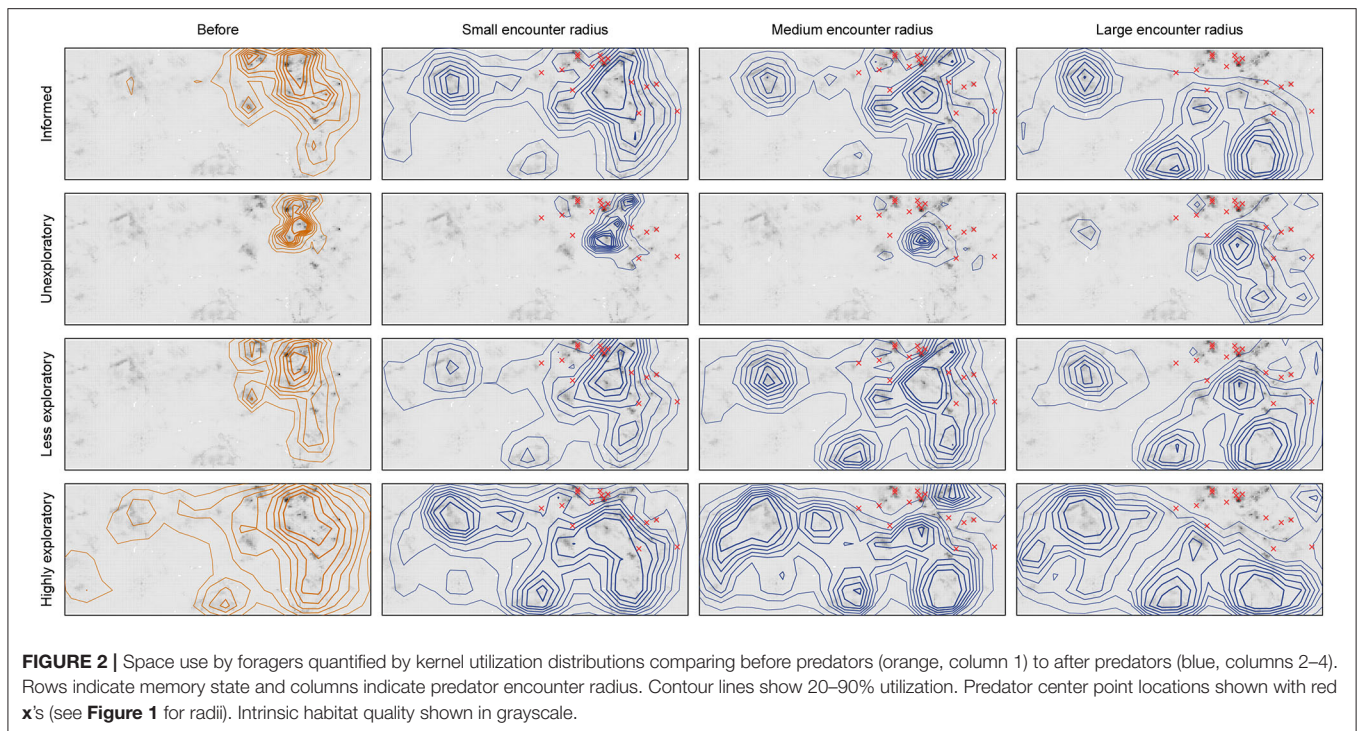 Before
Small encounter radius
Medium encounter radius
Large encounter radius
Informed
Unexploratory
Less exploratory
Highly exploratory
FIGURE 2 | Space use by foragers quantified by kernel utilization distributions comparing before predators (orange, column 1) to after predators (blue, columns 2–4).
Rows indicate memory state and columns indicate predator encounter radius. Contour lines show 20–90% utilization. Predator center point locations shown with red
x's (see Figure 1 for radii). Intrinsic habitat quality shown in grayscale.